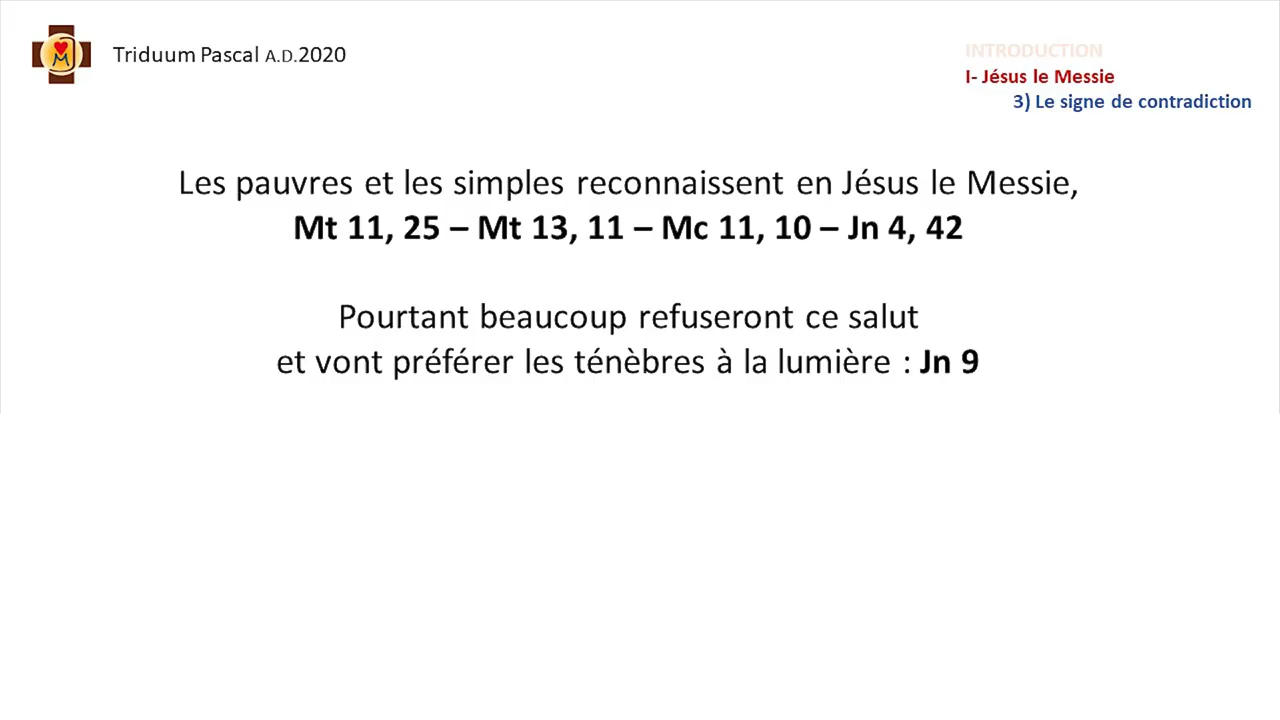 Triduum Pascal A.D.2020
INTRODUCTION
I- Jésus le Messie
3) Le signe de contradiction
Les pauvres et les simples reconnaissent en Jésus le Messie,
Mt 11, 25 – Mt 13, 11 – Mc 11, 10 – Jn 4, 42
Pourtant beaucoup refuseront ce salut
et vont préférer les ténèbres à la lumière : Jn 9